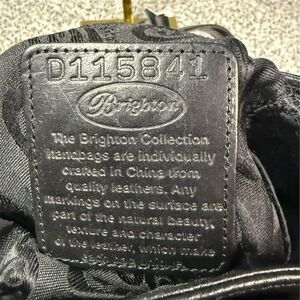 D115841
Brighton
The Brighton Collection
handbags are individually
crafted in China from
quality leathers. Any
markings on the surface are
part of the natural beauty,
texture and character
of the leather, which make